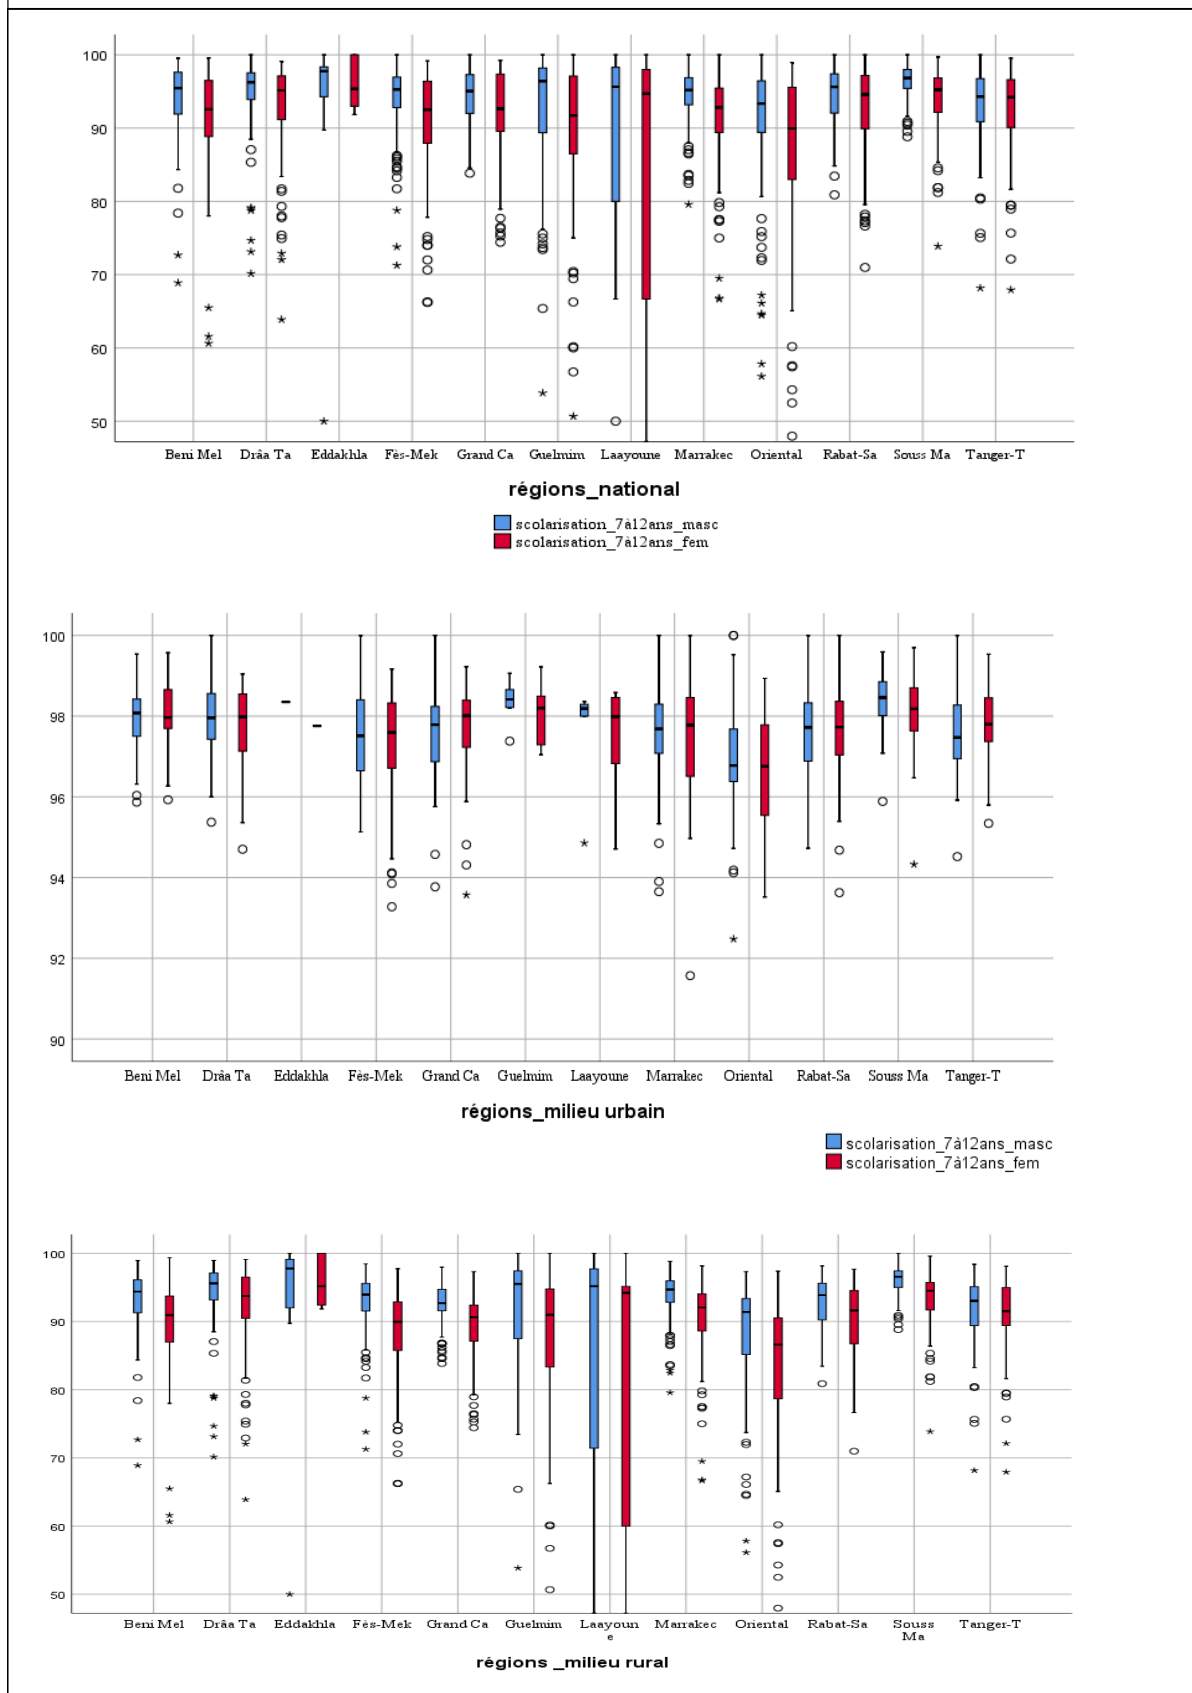 100
90
80
70
60
50
Beni Mel Drâa Ta Eddakhla Fès-Mek Grand Ca Guelmim Laayoune Marrakec Oriental Rabat-Sa Souss Ma Tanger-T
régions_national
scolarisation_7à12ans_masc
scolarisation_7à12ans_fem
100
98
96
94
92
90
Beni Mel Drâa Ta Eddakhla Fès-Mek Grand Ca Guelmim Laayoune Marrakec Oriental Rabat-Sa Souss Ma Tanger-T
régions_milieu urbain
scolarisation_7à12ans_masc
scolarisation_7à12ans_fem
100
90
80
70
60
50
Beni Mel Drâa Ta Eddakhla Fès-Mek Grand Ca Guelmim Laayoun Marrakec Oriental Rabat-Sa Souss Tanger-T
e Ma
régions _milieu rural